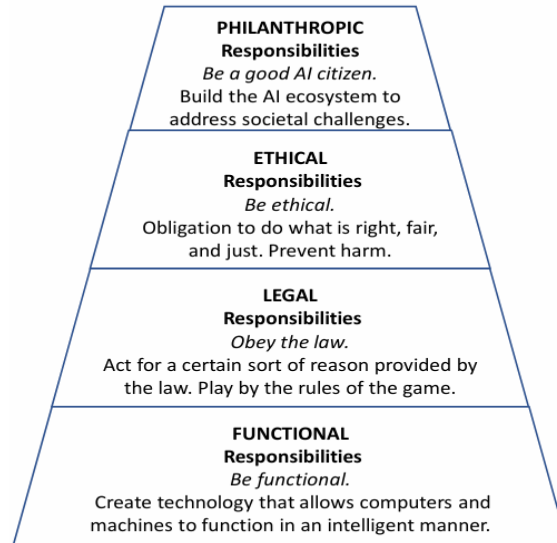 PHILANTHROPIC
Responsibilities
Be a good AI citizen.
Build the AI ecosystem to
address societal challenges.
ETHICAL
Responsibilities
Be ethical.
Obligation to do what is right, fair,
and just. Prevent harm.
LEGAL
Responsibilities
Obey the law.
Act for a certain sort of reason provided by
the law. Play by the rules of the game.
FUNCTIONAL
Responsibilities
Be functional.
Create technology that allows computers and
machines to function in an intelligent manner.